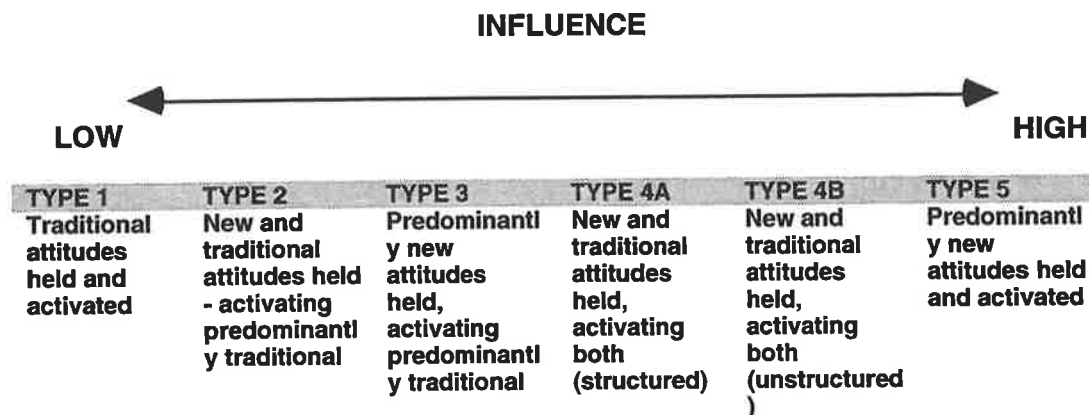 INFLUENCE
LOW
HIGH
TYPE 1
Traditional
attitudes
held and
activated
TYPE 2
New and
traditional
attitudes held
- activating
predominantl
y traditional
TYPE 3
Predominantl
y new
attitudes
held,
activating
predominantl
y traditional
TYPE 4A
New and
traditional
attitudes
held,
activating
both
(structured)
TYPE 4B
New and
traditional
attitudes
held,
activating
both
(unstructured
)
TYPE 5
Predominantl
y new
attitudes held
and activated